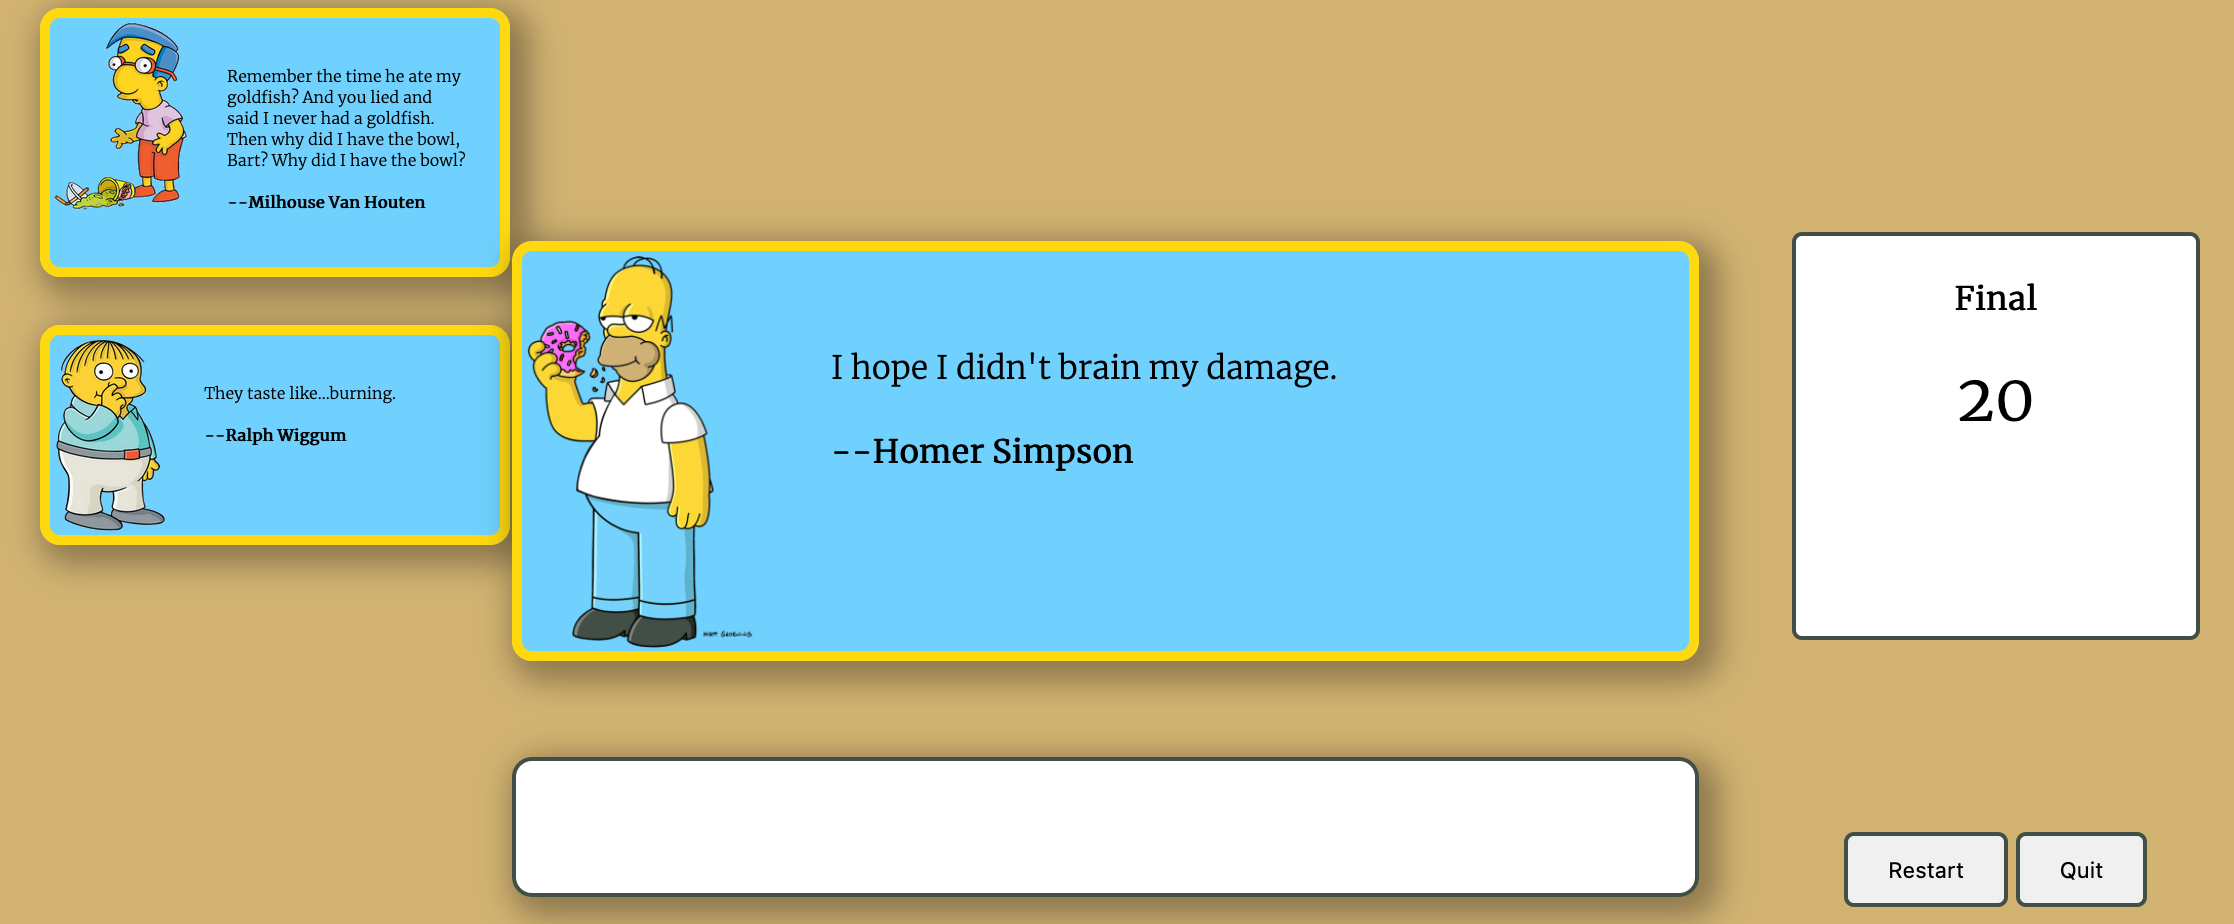 Remember the time he ate my
goldfish? And you lied and
said I never had a goldfish.
Then why did I have the bowl,
Bart? Why did I have the bowl?
--Milhouse Van Houten
They taste like...burning.
--Ralph Wiggum
I hope I didn't brain my damage.
--Homer Simpson
MATT GROENING
Final
20
Restart
Quit